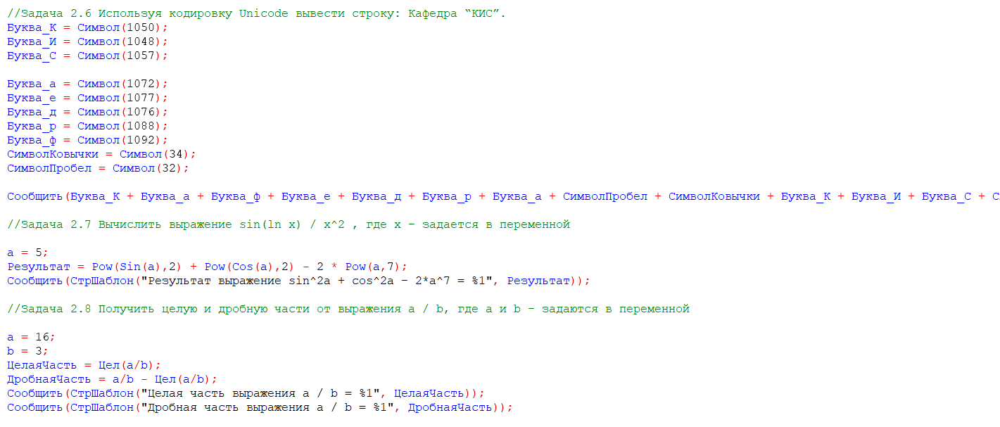 //Задача 2.6 Используя кодировку Unicode вывести строку: Кафедра “КИС”.
Буква_К = Символ(1050);
Буква_И = Символ(1048);
Буква_С = Символ(1057);
Буква_а = Символ(1072);
Буква_е = Символ(1077);
Буква_д = Символ(1076);
Буква_р = Символ(1088);
Буква_ф = Символ(1092);
СимволКовычки = Символ(34);
СимволПробел = Символ(32);
Сообщить(Буква_К + Буква_а + Буква_ф + Буква_е + Буква_д + Буква_р + Буква_а + СимволПробел + СимволКовычки + Буква_К + Буква_И + Буква_С +
//Задача 2.7 Вычислить выражение sin(ln x) / x^2 , где x - задается в переменной
а = 5;
Результат = Pow(Sin(а),2) + Pow(Cos(а),2) - 2 * Pow(а,7);
Сообщить(СтрШаблон("Результат выражение sin^2a + cos^2a - 2*a^7 = %1", Результат));
//Задача 2.8 Получить целую и дробную части от выражения a / b, где a и b - задаются в переменной
a = 16;
b = 3;
ЦелаяЧасть = Цел(a/b);
ДробнаяЧасть = a/b - Цел(a/b);
Сообщить(СтрШаблон("Целая часть выражения a / b = %1", ЦелаяЧасть));
Сообщить(СтрШаблон("Дробная часть выражения a / b = %1", ДробнаяЧасть));